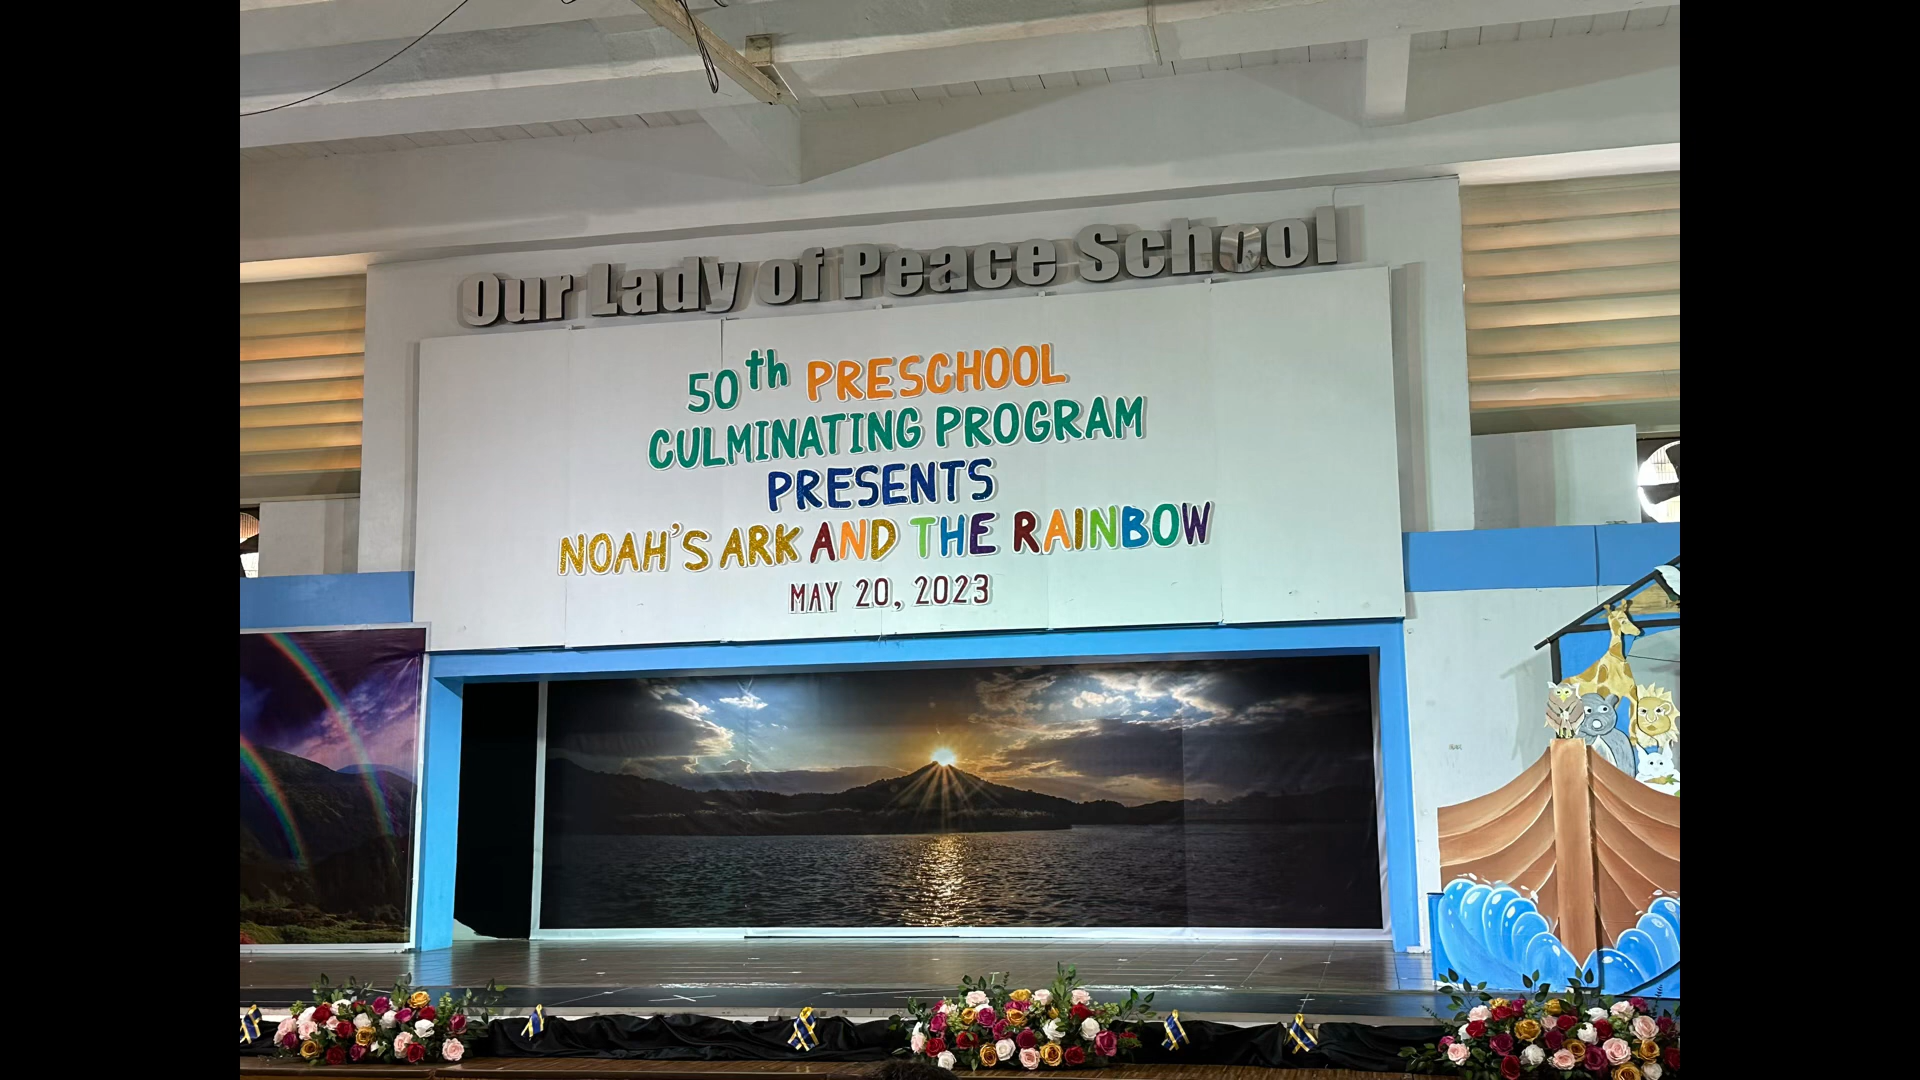 Our Lady of Peace School
50th PRESCHOOL
CULMINATING PROGRAM
PRESENTS
NOAH'S ARK AND THE RAINBOW
MAY 20, 2023